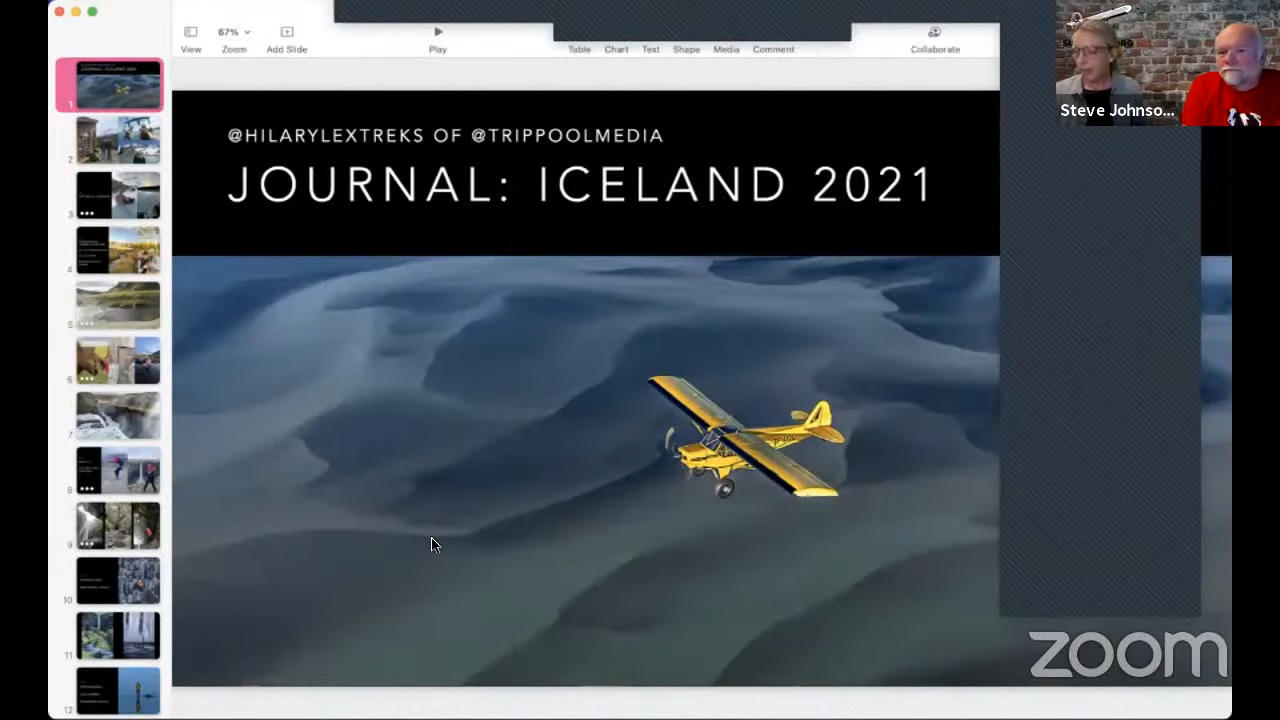 67%
View
Zoom
Add Slide
Play
Table
Chart
Text
Shape
Media
Comment
Collaborate
Steve Johnso...
@HILARYLEXTREKS OF @TRIPPOOLMEDIA
JOURNAL: ICELAND 2021
1
2
3
4
5
6
7
8
9
10
11
12
zoom